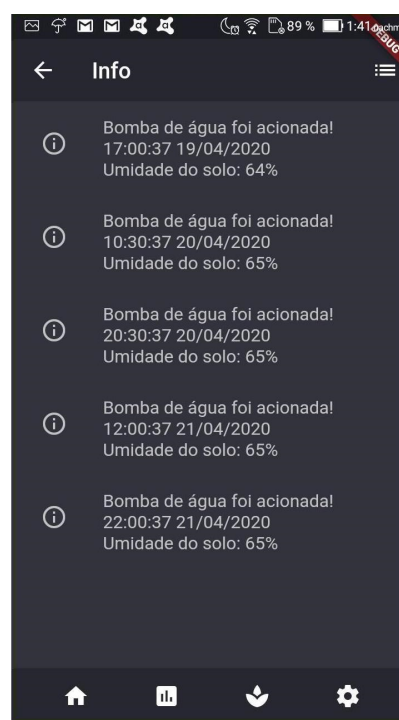 89 % 1:41
DEBUG
Info
Bomba de água foi acionada!
17:00:37 19/04/2020
Umidade do solo: 64%
Bomba de água foi acionada!
10:30:37 20/04/2020
Umidade do solo: 65%
Bomba de água foi acionada!
20:30:37 20/04/2020
Umidade do solo: 65%
Bomba de água foi acionada!
12:00:37 21/04/2020
Umidade do solo: 65%
Bomba de água foi acionada!
22:00:37 21/04/2020
Umidade do solo: 65%